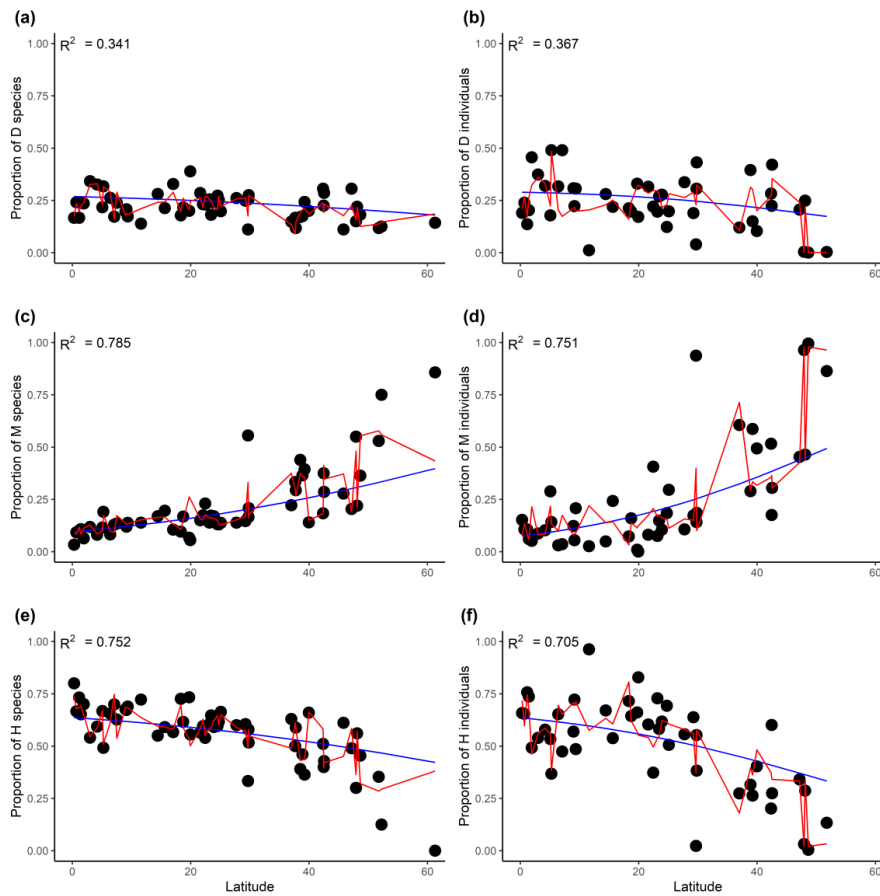 (a)
R² = 0.341
Proportion of D species
1.00
0.75
0.50
0.25
0.00
0
20
40
60
(b)
R² = 0.367
Proportion of D individuals
1.00
0.75
0.50
0.25
0.00
0
20
40
60
(c)
R² = 0.785
Proportion of M species
1.00
0.75
0.50
0.25
0.00
0
20
40
60
(d)
R² = 0.751
Proportion of M individuals
1.00
0.75
0.50
0.25
0.00
0
20
40
60
(e)
R² = 0.752
Proportion of H species
1.00
0.75
0.50
0.25
0.00
0
20
40
60
Latitude
(f)
R² = 0.705
Proportion of H individuals
1.00
0.75
0.50
0.25
0.00
0
20
40
60
Latitude